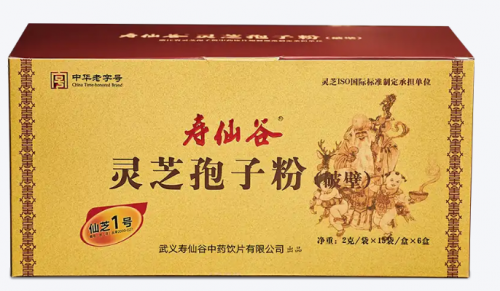 寿仙谷 灵芝孢子粉(破壁)
中华老字号
China Time-honored Brand
灵芝ISO国际标准制定承担单位
寿仙谷®
灵芝孢子粉(破壁)
仙芝1号
武义寿仙谷中药饮片有限公司 出品
净重：2克/袋×15袋/盒×6盒